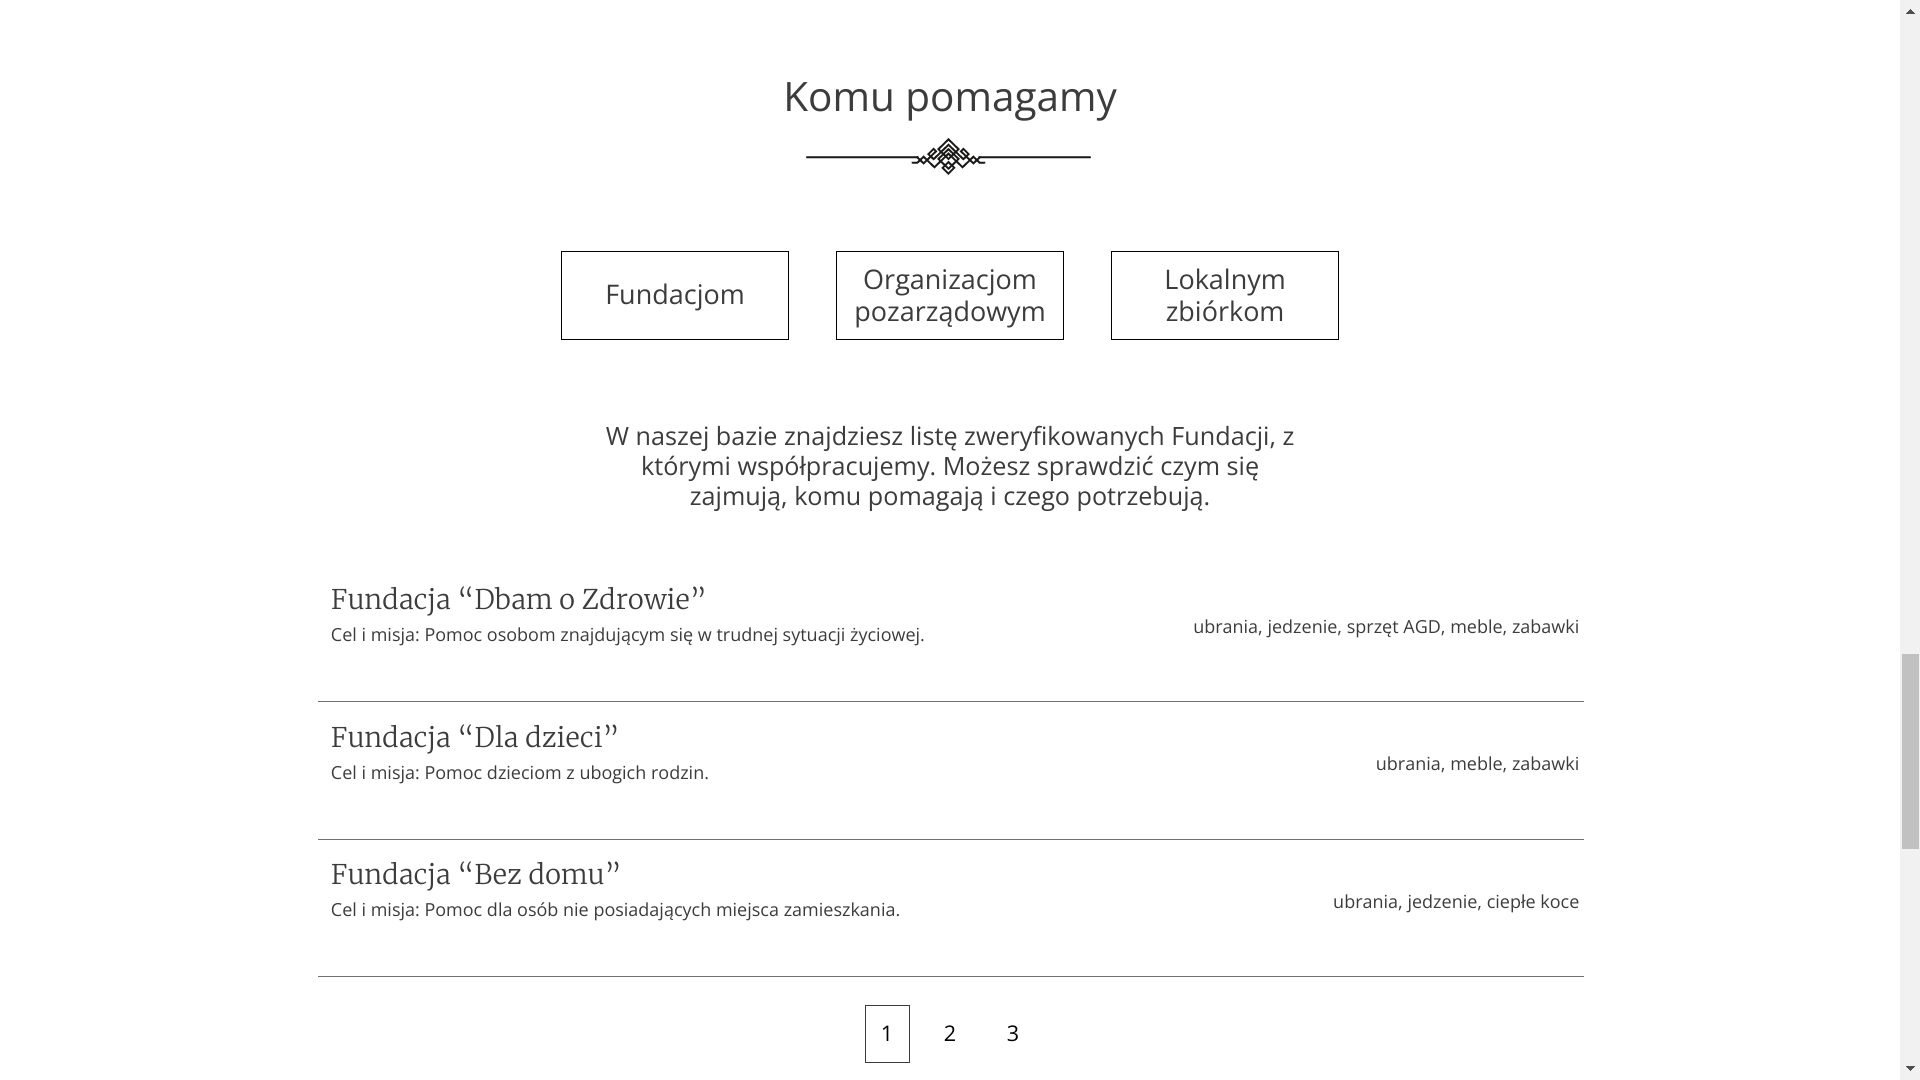 Komu pomagamy
Fundacjom
Organizacjom
pozarządowym
Lokalnym
zbiórkom
W naszej bazie znajdziesz listę zweryfikowanych Fundacji, z
którymi współpracujemy. Możesz sprawdzić czym się
zajmują, komu pomagają i czego potrzebują.
Fundacja “Dbam o Zdrowie”
Cel i misja: Pomoc osobom znajdującym się w trudnej sytuacji życiowej.
ubrania, jedzenie, sprzęt AGD, meble, zabawki
Fundacja “Dla dzieci”
Cel i misja: Pomoc dzieciom z ubogich rodzin.
ubrania, meble, zabawki
Fundacja “Bez domu”
Cel i misja: Pomoc dla osób nie posiadających miejsca zamieszkania.
ubrania, jedzenie, ciepłe koce
1 2 3